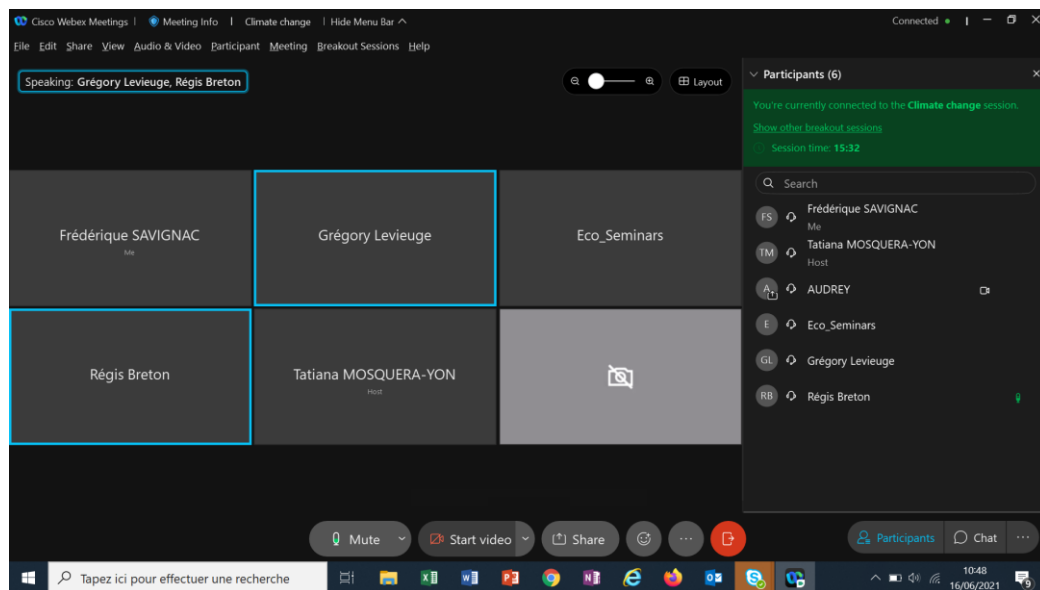 Cisco Webex Meetings | Meeting Info | Climate change | Hide Menu Bar
Connected
File Edit Share View Audio & Video Participant Meeting Breakout Sessions Help
Speaking: Grégory Levieuge, Régis Breton
Layout
Frédérique SAVIGNAC
Me
Grégory Levieuge
Eco_Seminars
Régis Breton
Tatiana MOSQUERA-YON
Host
Participants (6)
You're currently connected to the Climate change session.
Show other breakout sessions
Session time: 15:32
Search
FS Frédérique SAVIGNAC
Me
TM Tatiana MOSQUERA-YON
Host
A AUDREY
E Eco_Seminars
GL Grégory Levieuge
RB Régis Breton
Mute Start video Share
Participants Chat
Tapez ici pour effectuer une recherche
10:48
16/06/2021
9